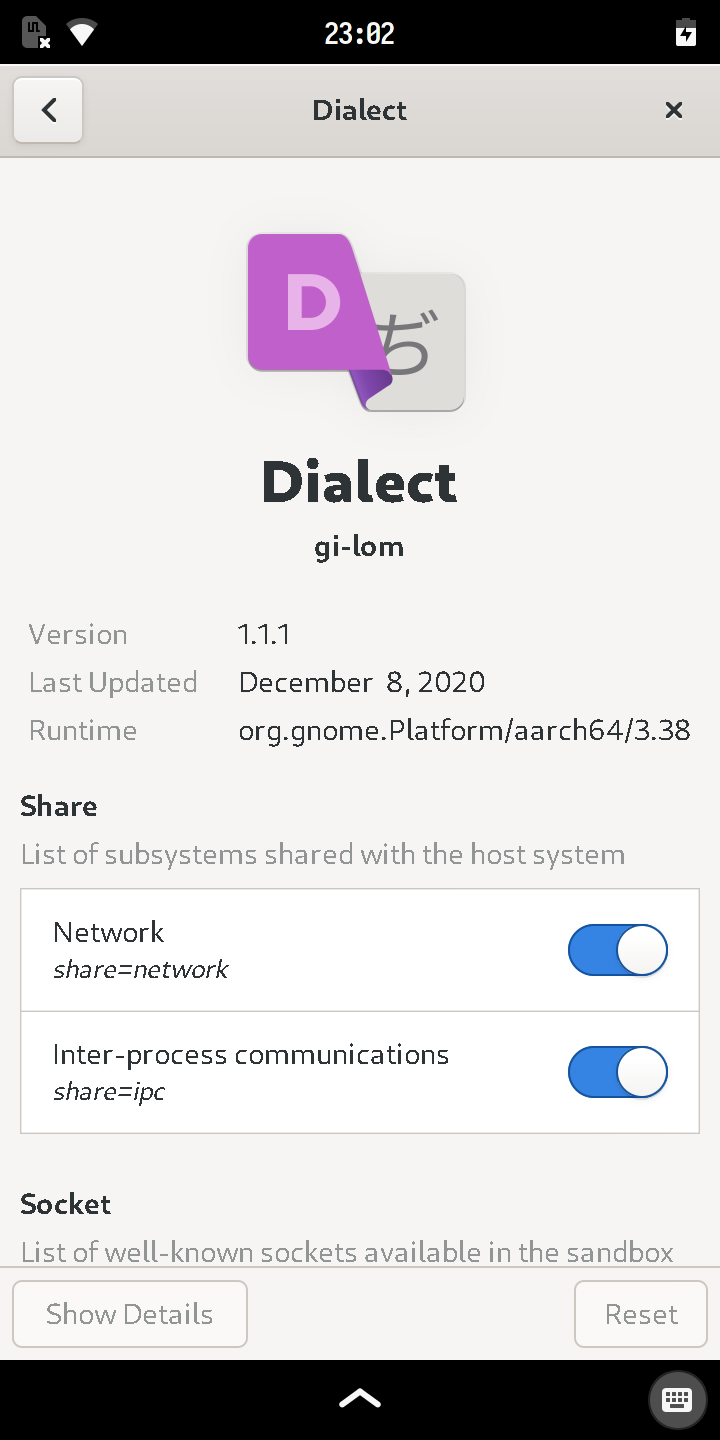 23:02
Dialect
D
ぢ
Dialect
gi-lom
Version 1.1.1
Last Updated December 8, 2020
Runtime org.gnome.Platform/aarch64/3.38
Share
List of subsystems shared with the host system
Network
share=network
Inter-process communications
share=ipc
Socket
List of well-known sockets available in the sandbox
Show Details Reset